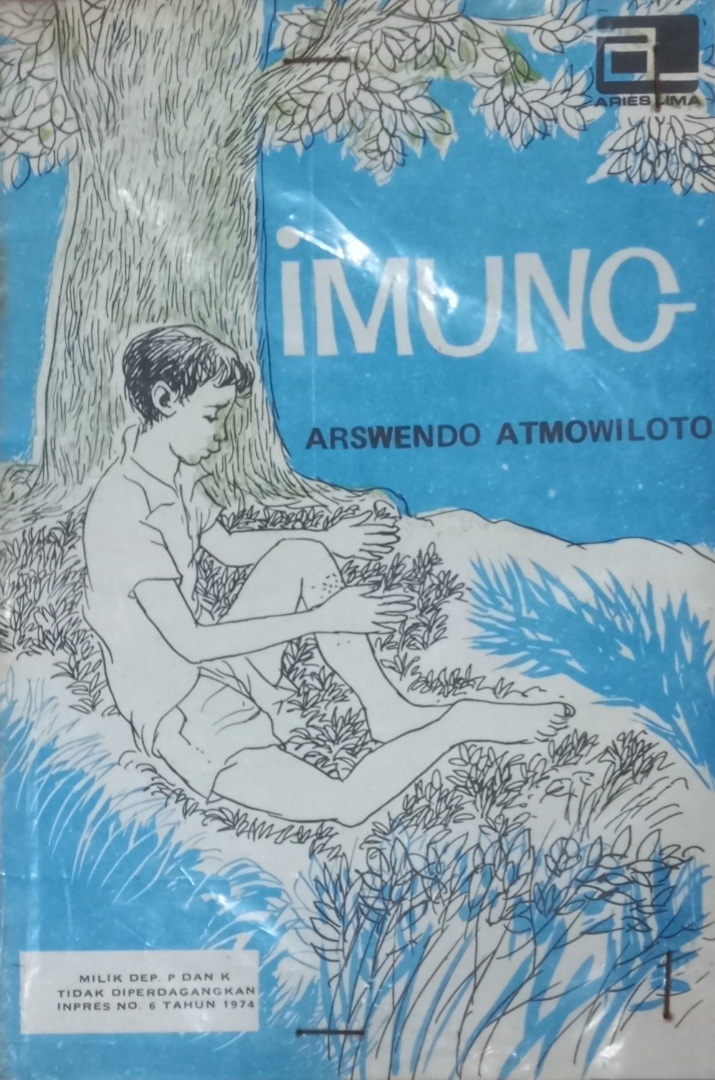 ARIES LIMA
iMUNG
ARSWENDO ATMOWILOTO
MILIK DEP. P DAN K
TIDAK DIPERDAGANGKAN
INPRES NO. 6 TAHUN 1974